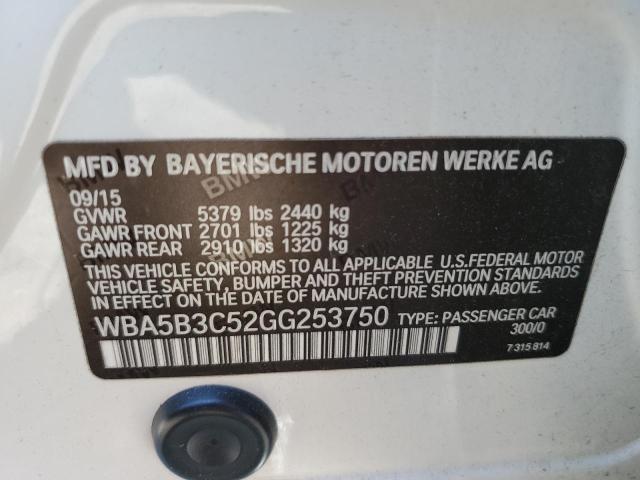 MFD BY BAYERISCHE MOTOREN WERKE AG
09/15
GVWR 5379 lbs 2440 kg
GAWR FRONT 2701 lbs 1225 kg
GAWR REAR 2910 lbs 1320 kg
THIS VEHICLE CONFORMS TO ALL APPLICABLE U.S.FEDERAL MOTOR
VEHICLE SAFETY, BUMPER AND THEFT PREVENTION STANDARDS
IN EFFECT ON THE DATE OF MANUFACTURE SHOWN ABOVE.
WBA5B3C52GG253750 TYPE: PASSENGER CAR
300/0
7 315 814